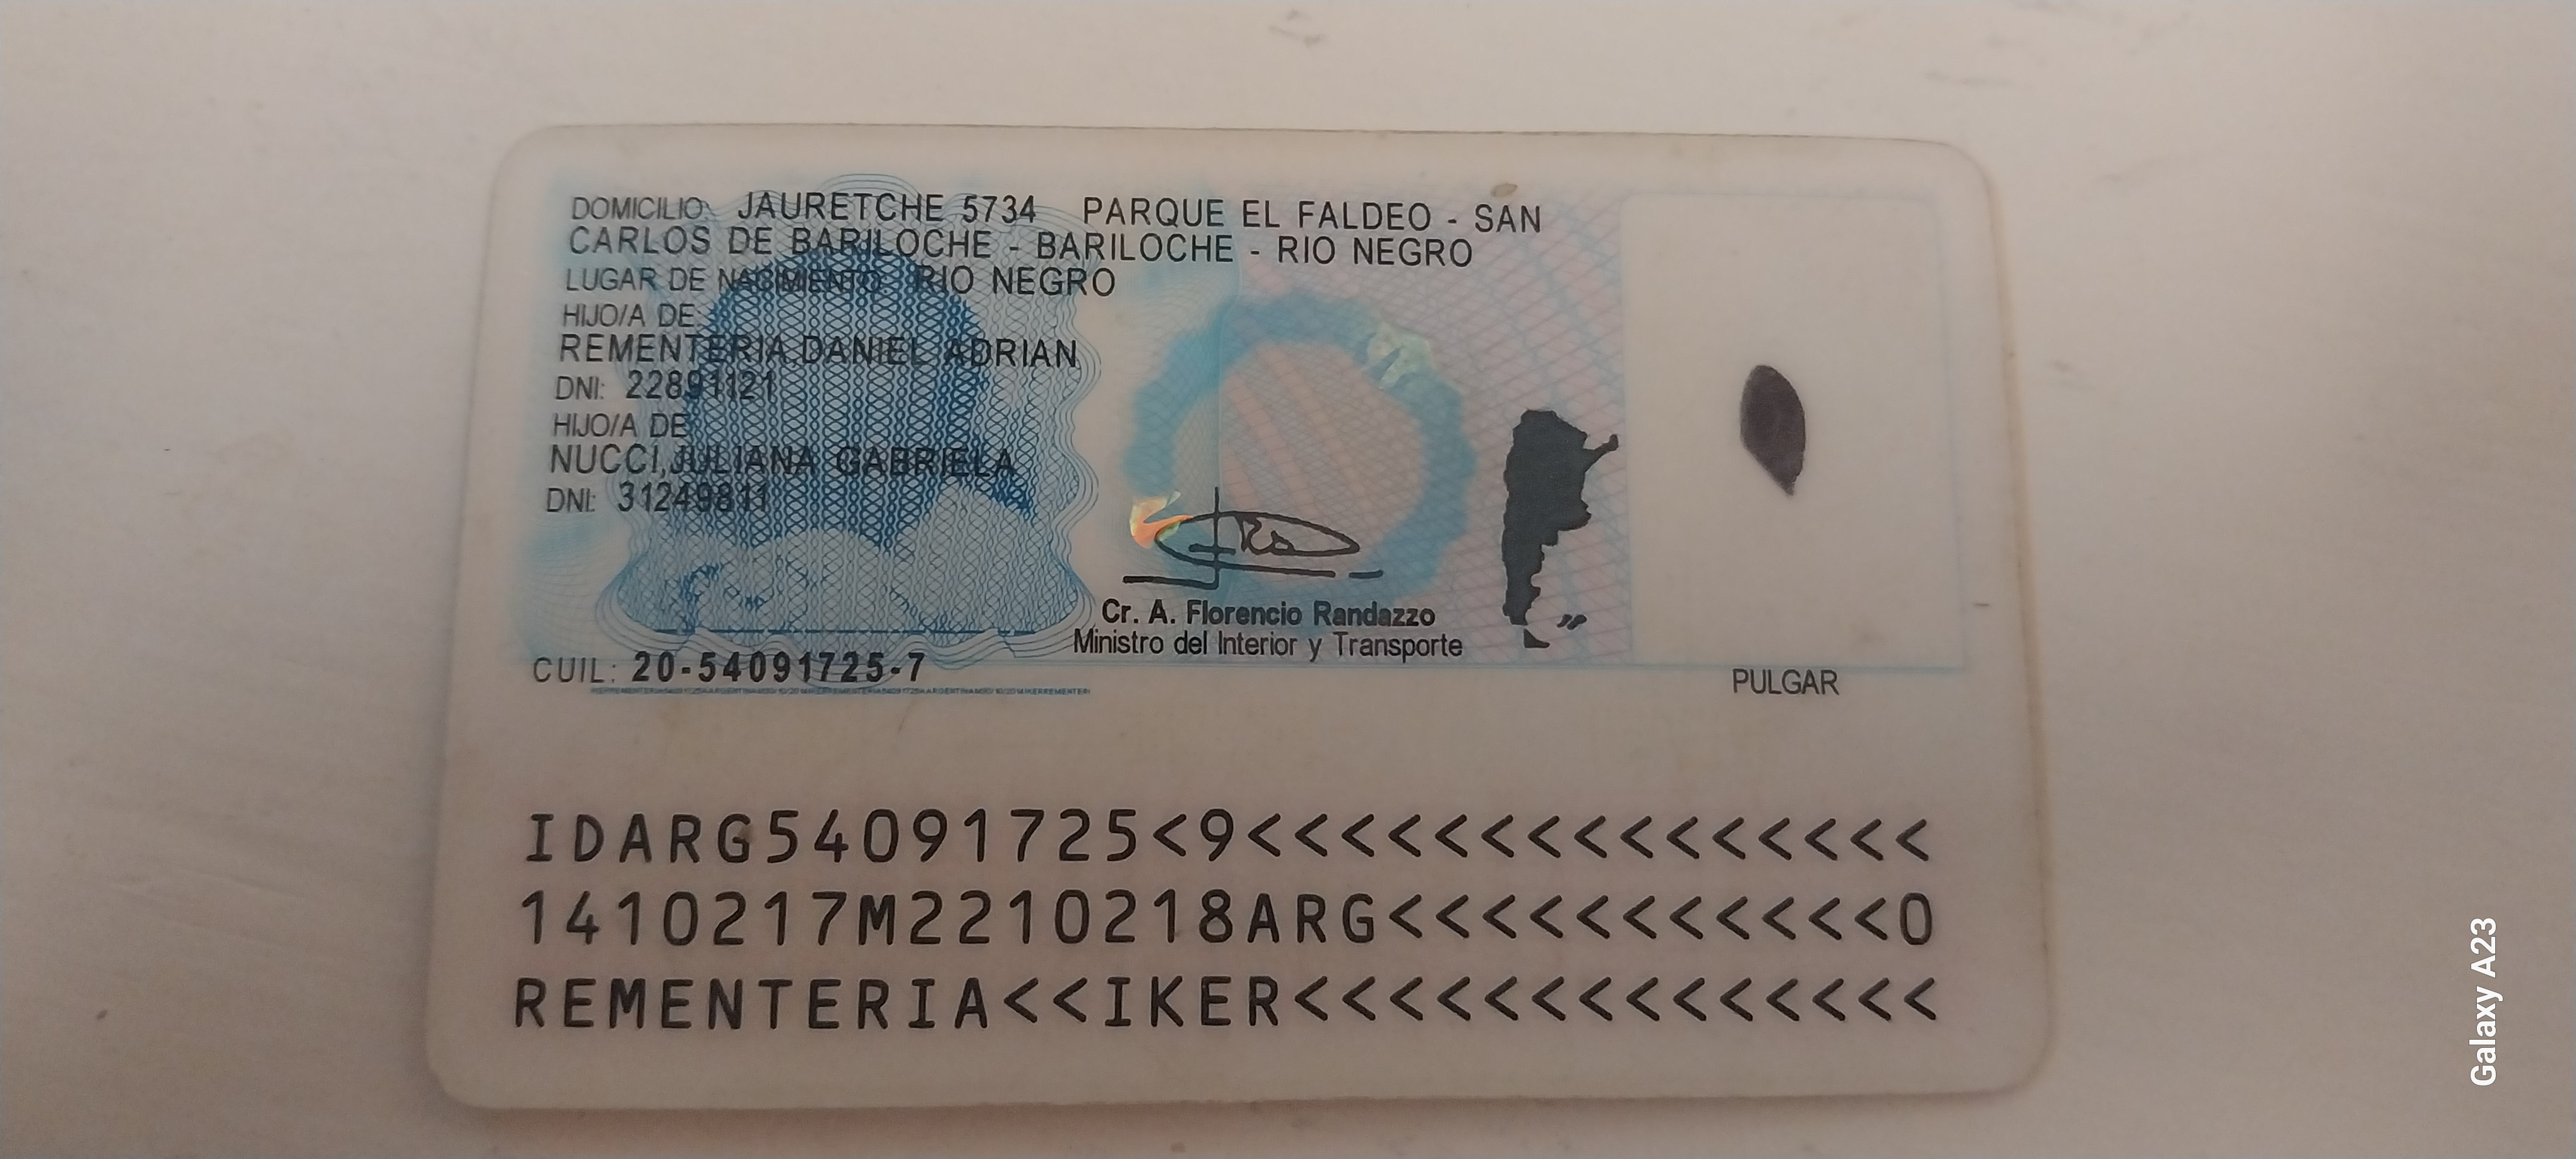 DOMICILIO: JAURETCHE 5734 PARQUE EL FALDEO - SAN
CARLOS DE BARILOCHE - BARILOCHE - RIO NEGRO
LUGAR DE NACIMIENTO: RIO NEGRO
HIJO/A DE
REMENTERIA,DANIEL ADRIAN
DNI: 22891121
HIJO/A DE
NUCCI,JULIANA GABRIELA
DNI: 31249811
Cr. A. Florencio Randazzo
Ministro del Interior y Transporte
CUIL: 20-54091725-7
PULGAR
IDARG54091725<9<<<<<<<<<<<<<<<
1410217M2210218ARG<<<<<<<<<<<0
REMENTERIA<<IKER<<<<<<<<<<<<<<
Galaxy A23